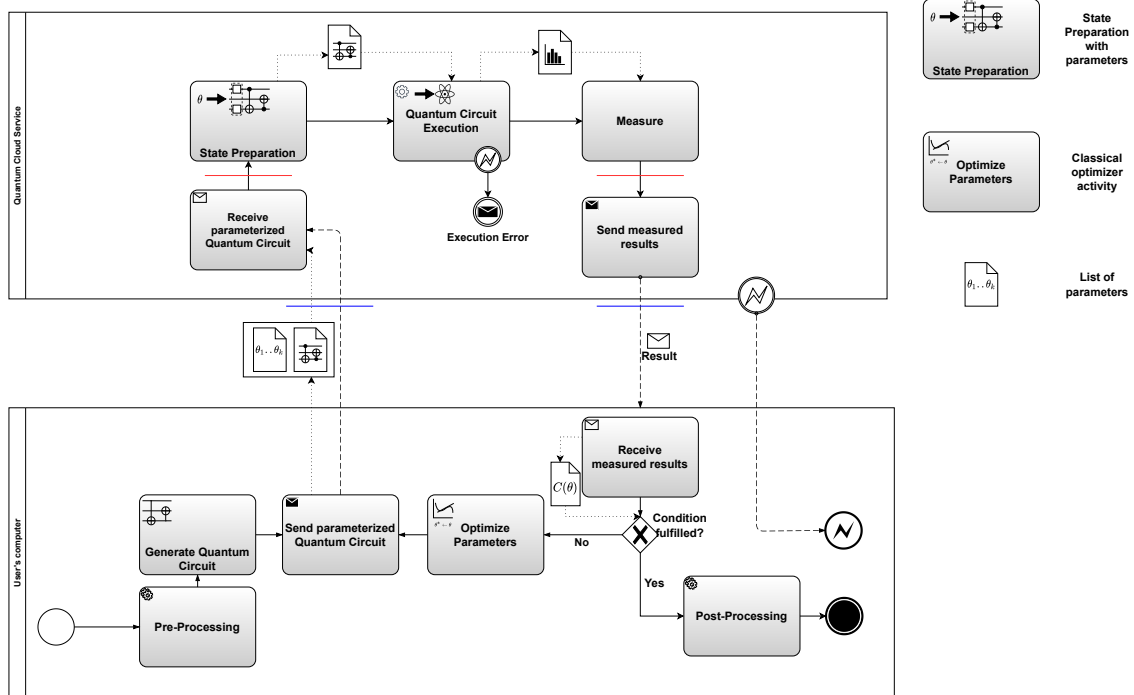 Quantum Cloud Service
θ
State Preparation
Quantum Circuit
Execution
Measure
Receive
parameterized
Quantum Circuit
Execution Error
Send measured
results
θ₁..θₖ
Result
User's computer
Receive
measured results
C(θ)
Condition
fulfilled?
Generate Quantum
Circuit
Send parameterized
Quantum Circuit
θ* ← θ
Optimize
Parameters
No
Yes
Pre-Processing
Post-Processing
θ
State Preparation
State
Preparation
with
parameters
θ* ← θ
Optimize
Parameters
Classical
optimizer
activity
θ₁..θₖ
List of
parameters